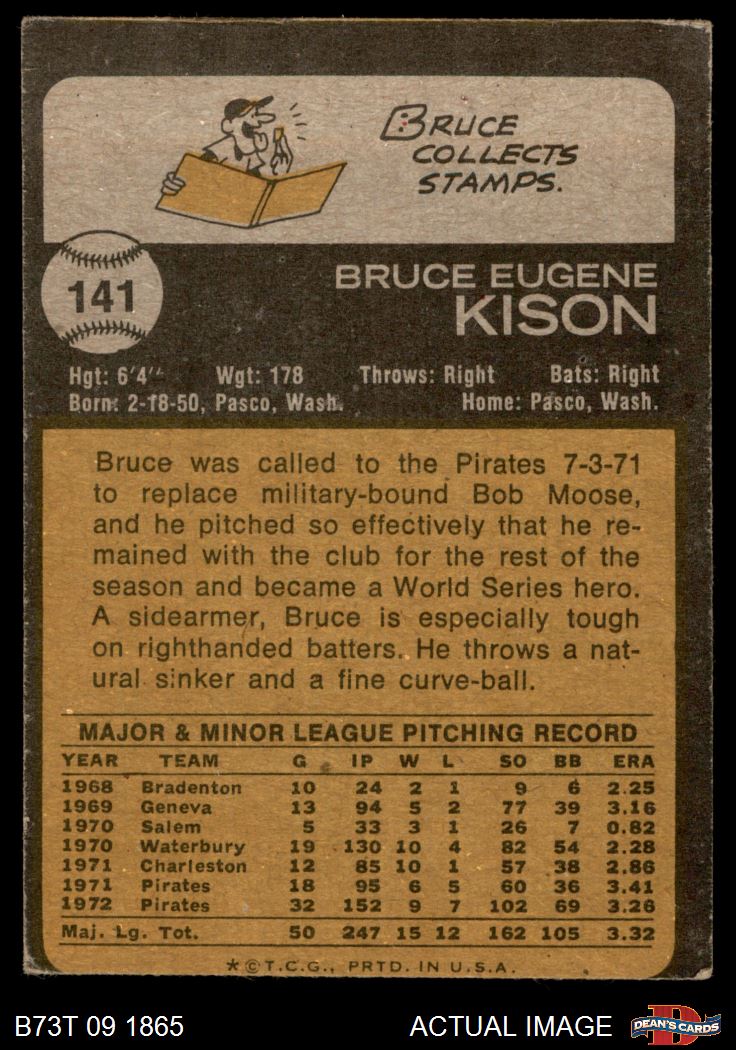 BRUCE
COLLECTS
STAMPS.
141
BRUCE EUGENE
KISON
Hgt: 6'4" Wgt: 178 Throws: Right Bats: Right
Born: 2-18-50, Pasco, Wash. Home: Pasco, Wash.
Bruce was called to the Pirates 7-3-71
to replace military-bound Bob Moose,
and he pitched so effectively that he re-
mained with the club for the rest of the
season and became a World Series hero.
A sidearmer, Bruce is especially tough
on righthanded batters. He throws a nat-
ural sinker and a fine curve-ball.
MAJOR & MINOR LEAGUE PITCHING RECORD
YEAR TEAM G IP W L SO BB ERA
1968 Bradenton 10 24 2 1 9 6 2.25
1969 Geneva 13 94 5 2 77 39 3.16
1970 Salem 5 33 3 1 26 7 0.82
1970 Waterbury 19 130 10 4 82 54 2.28
1971 Charleston 12 85 10 1 57 38 2.86
1971 Pirates 18 95 6 5 60 36 3.41
1972 Pirates 32 152 9 7 102 69 3.26
Maj. Lg. Tot. 50 247 15 12 162 105 3.32
*©T.C.G., PRTD. IN U.S.A.
B73T 09 1865 ACTUAL IMAGE DEAN'S CARDS